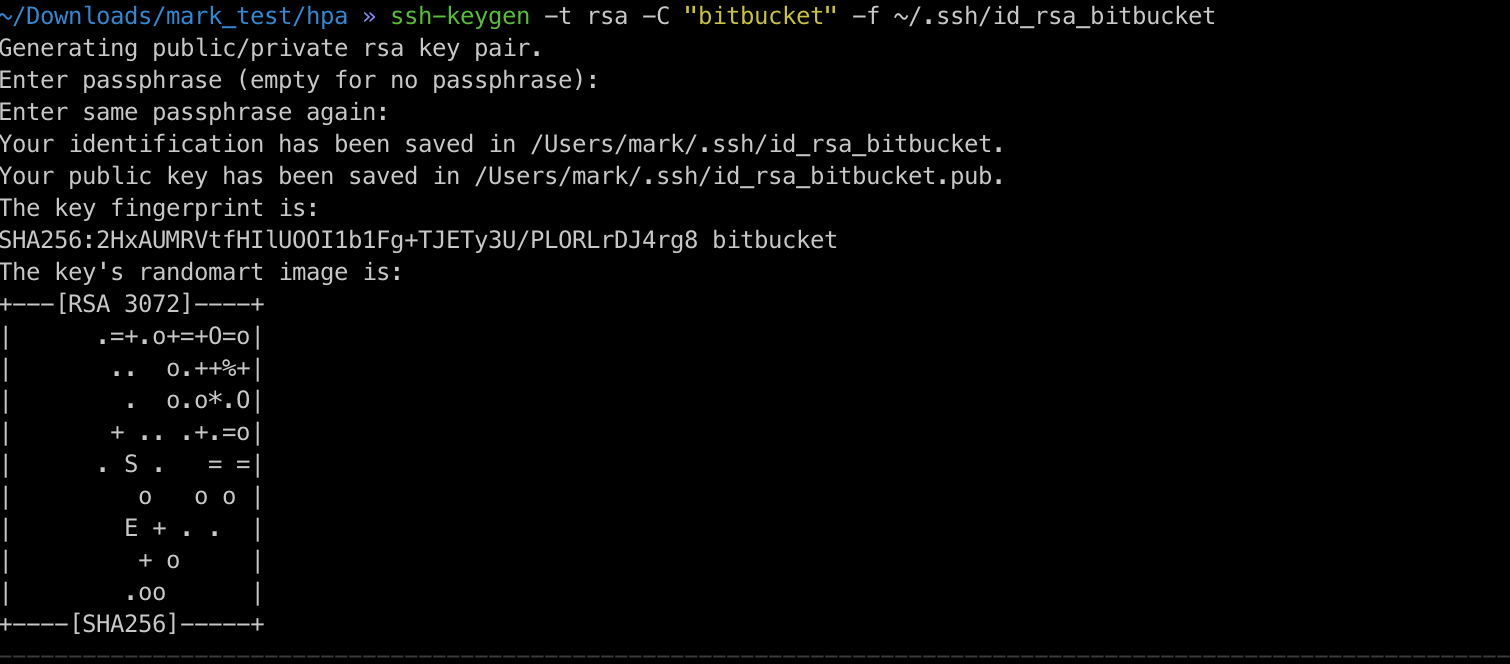 ~/Downloads/mark_test/hpa » ssh-keygen -t rsa -C "bitbucket" -f ~/.ssh/id_rsa_bitbucket
Generating public/private rsa key pair.
Enter passphrase (empty for no passphrase):
Enter same passphrase again:
Your identification has been saved in /Users/mark/.ssh/id_rsa_bitbucket.
Your public key has been saved in /Users/mark/.ssh/id_rsa_bitbucket.pub.
The key fingerprint is:
SHA256:2HxAUMRVtfHIlUOOI1b1Fg+TJETy3U/PLORLrDJ4rg8 bitbucket
The key's randomart image is:
+---[RSA 3072]----+
|      .=+.o+=+O=o|
|       ..  o.++%+|
|        .  o.o*.O|
|       + .. .+.=o|
|      . S .   = =|
|         o   o o |
|        E + . .  |
|         + o     |
|        .oo      |
+----[SHA256]-----+